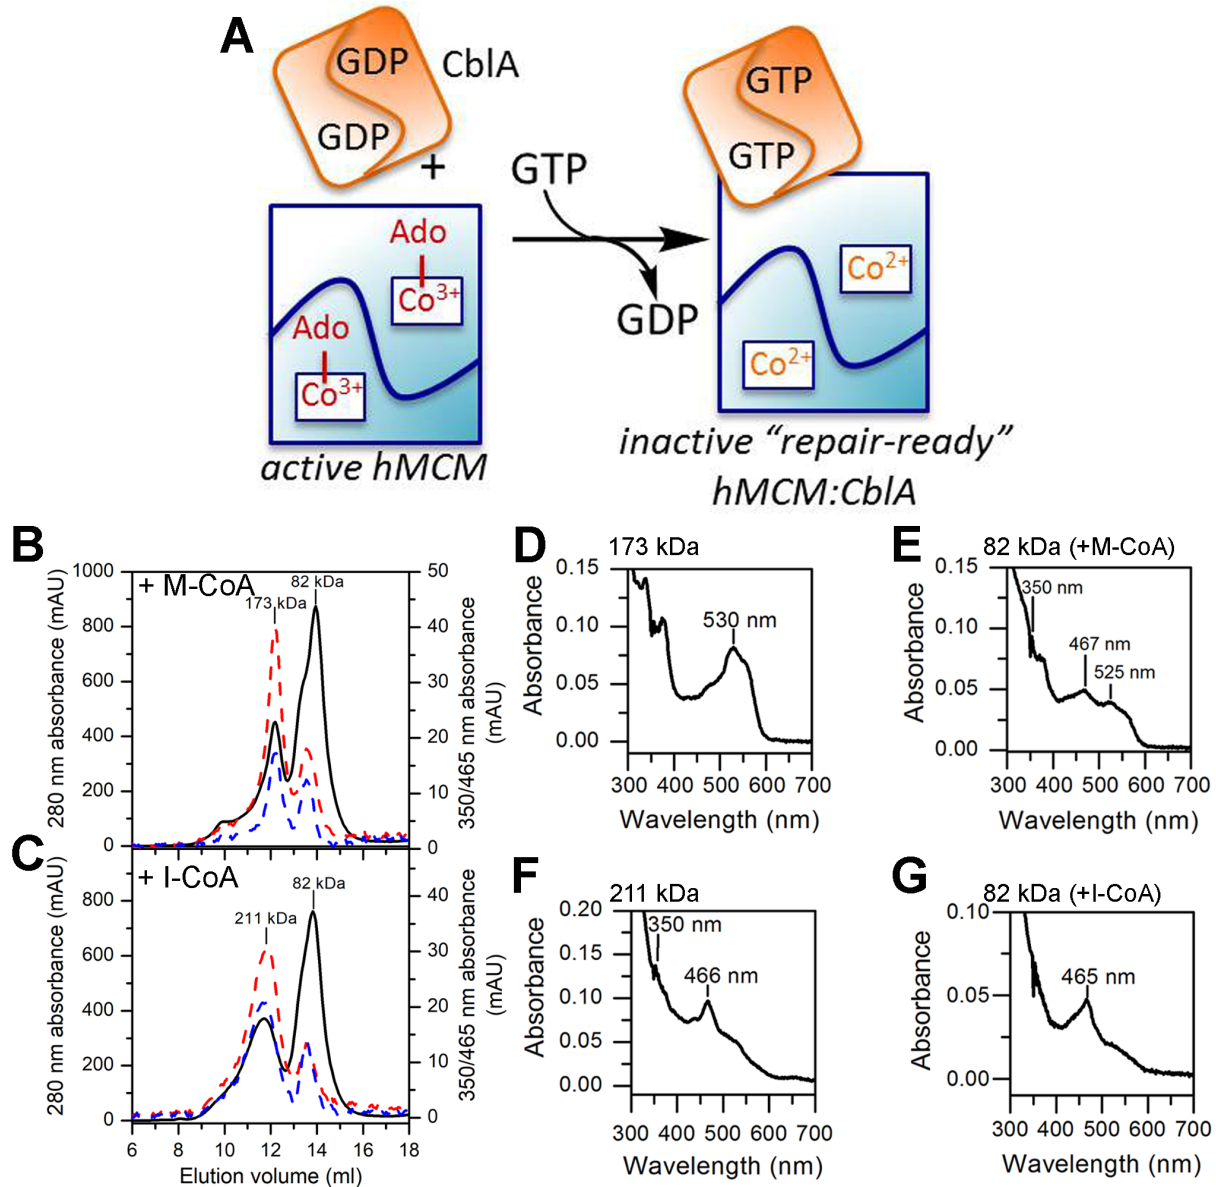 A
GDP
CblA
GDP
+
GTP
GTP
GTP
GDP
Ado
Co3+
Ado
Co3+
Co2+
Co2+
active hMCM
inactive “repair-ready”
hMCM:CblA
B
+ M-CoA
173 kDa
82 kDa
1000
800
600
400
200
0
50
40
30
20
10
0
280 nm absorbance (mAU)
350/465 nm absorbance
(mAU)
C
+ I-CoA
211 kDa
82 kDa
800
600
400
200
0
40
30
20
10
0
280 nm absorbance (mAU)
350/465 nm absorbance
(mAU)
6 8 10 12 14 16 18
Elution volume (ml)
D
173 kDa
0.15
0.10
0.05
0.00
530 nm
Absorbance
300 400 500 600 700
Wavelength (nm)
E
82 kDa (+M-CoA)
0.15
0.10
0.05
0.00
350 nm
467 nm
525 nm
Absorbance
300 400 500 600 700
Wavelength (nm)
F
211 kDa
0.20
0.15
0.10
0.05
0.00
350 nm
466 nm
Absorbance
300 400 500 600 700
Wavelength (nm)
G
82 kDa (+I-CoA)
0.10
0.05
0.00
465 nm
Absorbance
300 400 500 600 700
Wavelength (nm)